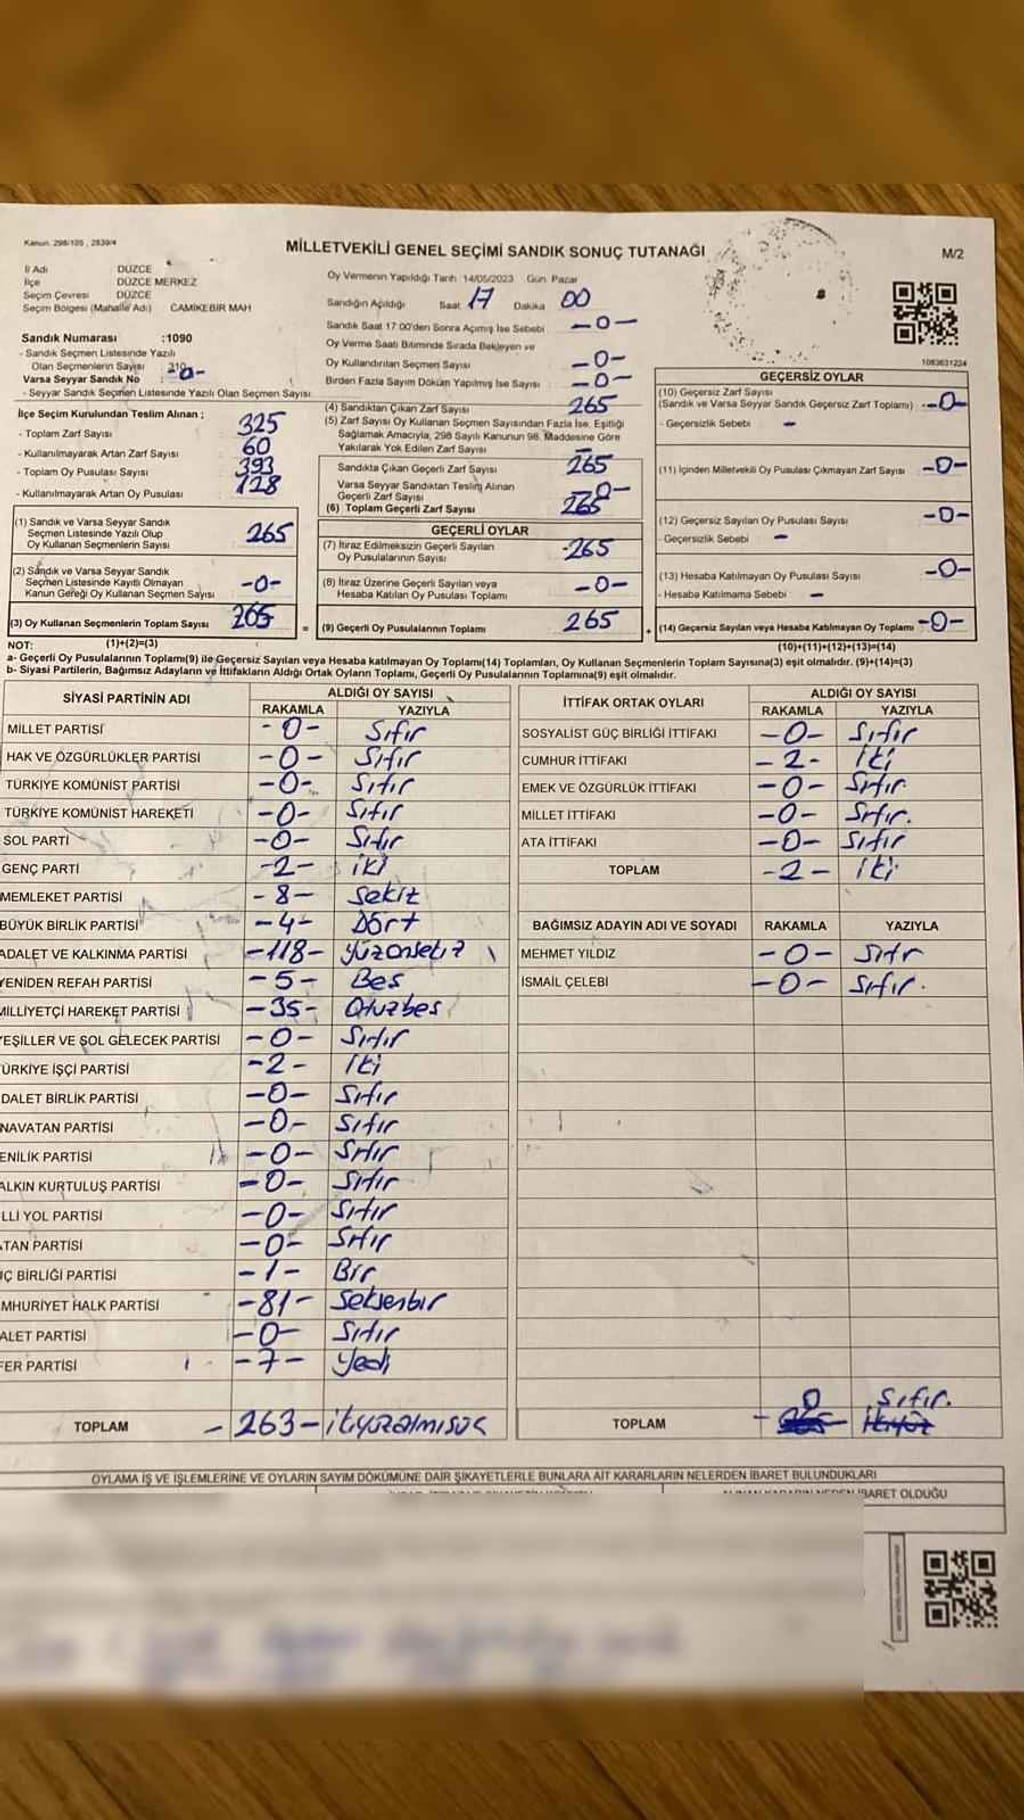 Kanun: 298/105 , 2839/4
MİLLETVEKİLİ GENEL SEÇİMİ SANDIK SONUÇ TUTANAĞI
M/2
İl Adı DÜZCE
İlçe DÜZCE MERKEZ
Seçim Çevresi DÜZCE
Seçim Bölgesi (Mahalle Adı) CAMİKEBİR MAH
Sandık Numarası :1090
- Sandık Seçmen Listesinde Yazılı
Olan Seçmenlerin Sayısı
Varsa Seyyar Sandık No :
- Seyyar Sandık Seçmen Listesinde Yazılı Olan Seçmen Sayısı
İlçe Seçim Kurulundan Teslim Alınan ;
- Toplam Zarf Sayısı 325
- Kullanılmayarak Artan Zarf Sayısı 60
- Toplam Oy Pusulası Sayısı 393
- Kullanılmayarak Artan Oy Pusulası 128
(1) Sandık ve Varsa Seyyar Sandık
Seçmen Listesinde Yazılı Olup
Oy Kullanan Seçmenlerin Sayısı 265
(2) Sandık ve Varsa Seyyar Sandık
Seçmen Listesinde Kayıtlı Olmayan
Kanun Gereği Oy Kullanan Seçmen Sayısı -0-
(3) Oy Kullanan Seçmenlerin Toplam Sayısı 265
Oy Vermenin Yapıldığı Tarih 14/05/2023 Gün Pazar
Sandığın Açıldığı Saat 17 Dakika 00
Sandık Saat 17:00'den Sonra Açımış İse Sebebi -0-
Oy Verme Saati Bitiminde Sırada Bekleyen ve
Oy Kullandırılan Seçmen Sayısı -0-
Birden Fazla Sayım Döküm Yapılmış İse Sayısı -0-
(4) Sandıktan Çıkan Zarf Sayısı 265
(5) Zarf Sayısı Oy Kullanan Seçmen Sayısından Fazla İse, Eşitliği
Sağlamak Amacıyla, 298 Sayılı Kanunun 98. Maddesine Göre
Yakılarak Yok Edilen Zarf Sayısı -
Sandıkta Çıkan Geçerli Zarf Sayısı 265
Varsa Seyyar Sandıktan Teslim Alınan
Geçerli Zarf Sayısı -0-
(6) Toplam Geçerli Zarf Sayısı 265
GEÇERLİ OYLAR
(7) İtiraz Edilmeksizin Geçerli Sayılan
Oy Pusulalarının Sayısı -265
(8) İtiraz Üzerine Geçerli Sayılan veya
Hesaba Katılan Oy Pusulası Toplamı -0-
= (9) Geçerli Oy Pusulalarının Toplamı 265
1083631224
GEÇERSİZ OYLAR
(10) Geçersiz Zarf Sayısı
(Sandık ve Varsa Seyyar Sandık Geçersiz Zarf Toplamı) -0-
- Geçersizlik Sebebi -
(11) İçinden Milletvekili Oy Pusulası Çıkmayan Zarf Sayısı -0-
(12) Geçersiz Sayılan Oy Pusulası Sayısı -0-
- Geçersizlik Sebebi -
(13) Hesaba Katılmayan Oy Pusulası Sayısı -0-
- Hesaba Katılmama Sebebi -
+ (14) Geçersiz Sayılan veya Hesaba Katılmayan Oy Toplamı -0-
NOT: (1)+(2)=(3) (10)+(11)+(12)+(13)=(14)
a- Geçerli Oy Pusulalarının Toplamı(9) ile Geçersiz Sayılan veya Hesaba katılmayan Oy Toplamı(14) Toplamları, Oy Kullanan Seçmenlerin Toplam Sayısına(3) eşit olmalıdır. (9)+(14)=(3)
b- Siyasi Partilerin, Bağımsız Adayların ve İttifakların Aldığı Ortak Oyların Toplamı, Geçerli Oy Pusulalarının Toplamına(9) eşit olmalıdır.
SİYASİ PARTİNİN ADI ALDIĞI OY SAYISI
RAKAMLA YAZIYLA
MİLLET PARTİSİ -0- Sıfır
HAK VE ÖZGÜRLÜKLER PARTİSİ -0- Sıfır
TÜRKİYE KOMÜNİST PARTİSİ -0- Sıfır
TÜRKİYE KOMÜNİST HAREKETİ -0- Sıfır
SOL PARTİ -0- Sıfır
GENÇ PARTİ -2- iki
MEMLEKET PARTİSİ -8- Sekiz
BÜYÜK BİRLİK PARTİSİ -4- Dört
ADALET VE KALKINMA PARTİSİ -118- Yüzonsekiz
YENİDEN REFAH PARTİSİ -5- Beş
MİLLİYETÇİ HAREKET PARTİSİ -35- Otuzbeş
YEŞİLLER VE SOL GELECEK PARTİSİ -0- Sıfır
ÜRKİYE İŞÇİ PARTİSİ -2- iki
DALET BİRLİK PARTİSİ -0- Sıfır
NAVATAN PARTİSİ -0- Sıfır
ENİLİK PARTİSİ -0- Sıfır
ALKIN KURTULUŞ PARTİSİ -0- Sıfır
LLİ YOL PARTİSİ -0- Sıfır
TAN PARTİSİ -0- Sıfır
Ç BİRLİĞİ PARTİSİ -1- Bir
MHURİYET HALK PARTİSİ -81- Seksenbir
ALET PARTİSİ -0- Sıfır
FER PARTİSİ -7- Yedi
TOPLAM -263- ikiyüzalmışüç
İTTİFAK ORTAK OYLARI ALDIĞI OY SAYISI
RAKAMLA YAZIYLA
SOSYALİST GÜÇ BİRLİĞİ İTTİFAKI -0- Sıfır
CUMHUR İTTİFAKI -2- İki
EMEK VE ÖZGÜRLÜK İTTİFAKI -0- Sıfır
MİLLET İTTİFAKI -0- Sıfır.
ATA İTTİFAKI -0- Sıfır
TOPLAM -2- iki
BAĞIMSIZ ADAYIN ADI VE SOYADI RAKAMLA YAZIYLA
MEHMET YILDIZ -0- Sıfır
İSMAİL ÇELEBİ -0- Sıfır.
TOPLAM 0 Sıfır.
OYLAMA İŞ VE İŞLEMLERİNE VE OYLARIN SAYIM DÖKÜMÜNE DAİR ŞİKAYETLERLE BUNLARA AİT KARARLARIN NELERDEN İBARET BULUNDUKLARI
İBARET OLDUĞU